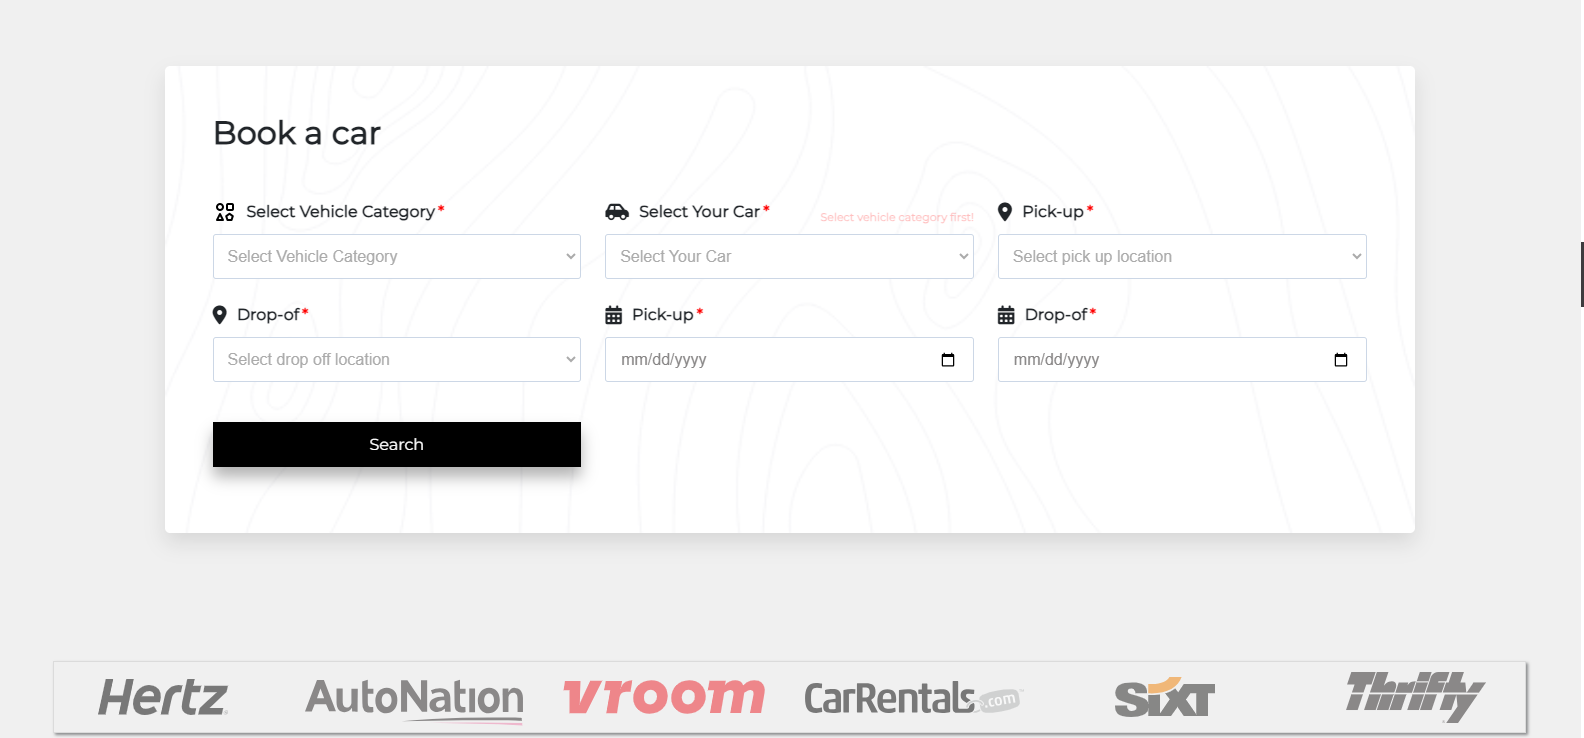 Book a car
Select Vehicle Category*
Select Your Car*
Select vehicle category first!
Pick-up*
Select Vehicle Category
Select Your Car
Select pick up location
Drop-of*
Pick-up*
Drop-of*
Select drop off location
mm/dd/yyyy
mm/dd/yyyy
Search
Hertz
AutoNation
vroom
CarRentals.com
SIXT
Thrifty